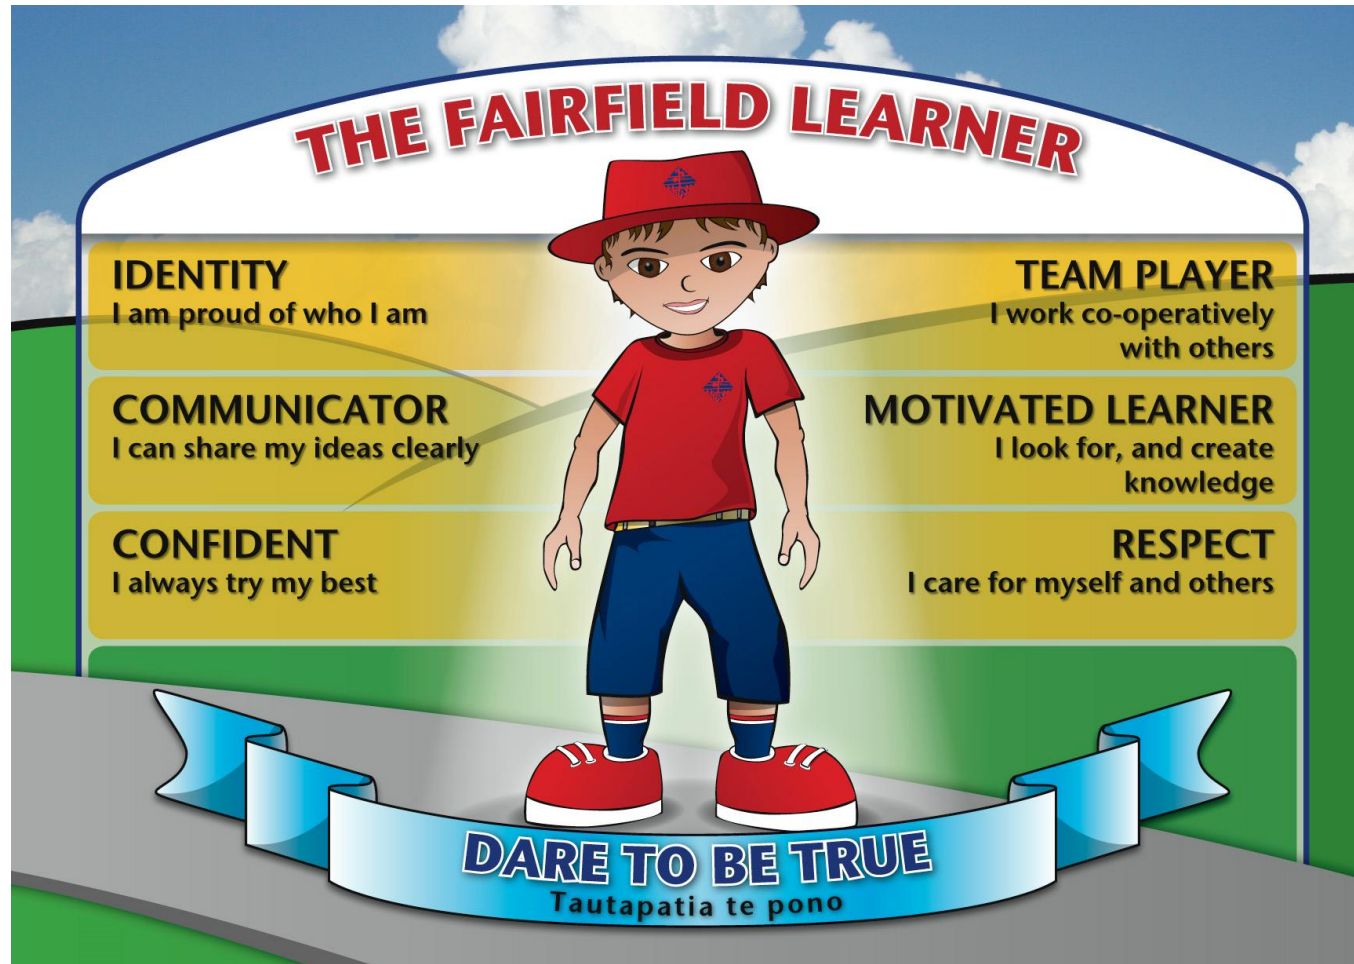 THE FAIRFIELD LEARNER
IDENTITY
I am proud of who I am
COMMUNICATOR
I can share my ideas clearly
CONFIDENT
I always try my best
TEAM PLAYER
I work co-operatively
with others
MOTIVATED LEARNER
I look for, and create
knowledge
RESPECT
I care for myself and others
DARE TO BE TRUE
Tautapatia te pono